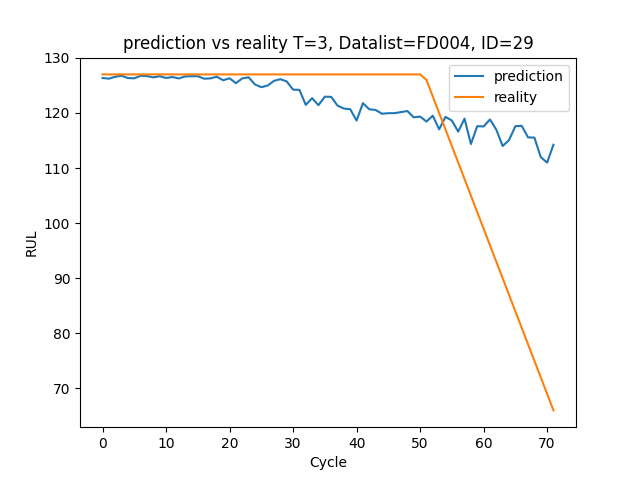 prediction vs reality T=3, Datalist=FD004, ID=29
prediction
reality
130
120
110
100
90
80
70
RUL
0 10 20 30 40 50 60 70
Cycle